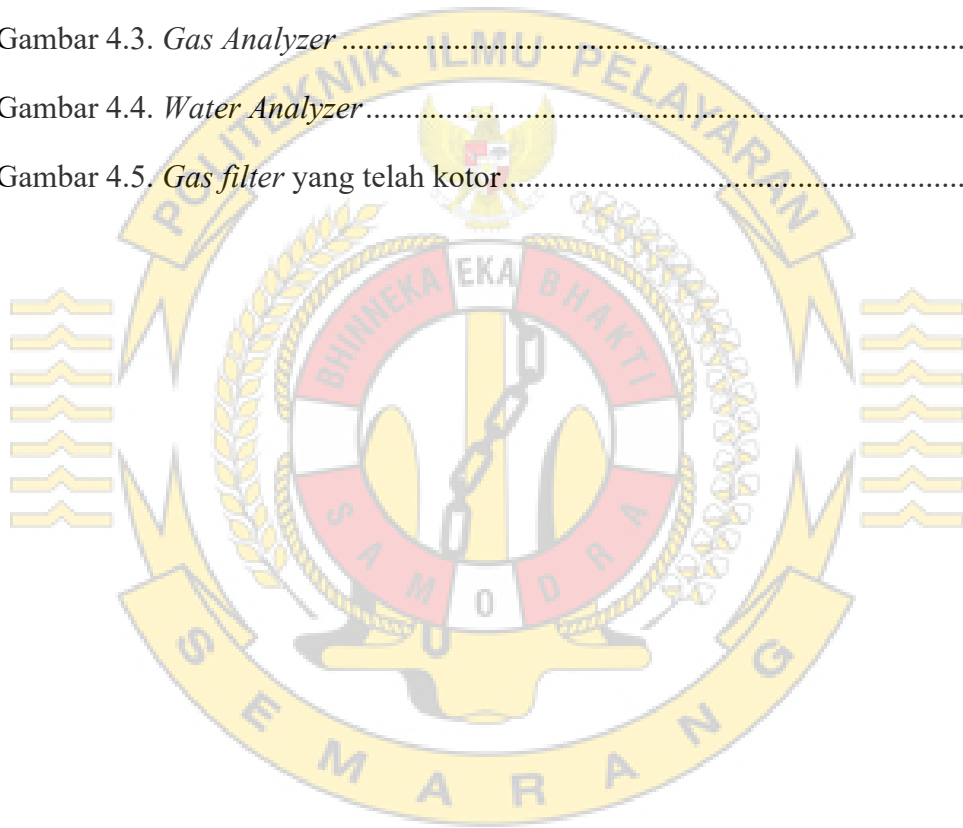 Gambar 4.3. Gas Analyzer ........................................................................................
Gambar 4.4. Water Analyzer ....................................................................................
Gambar 4.5. Gas filter yang telah kotor....................................................................
POLITEKNIK ILMU PELAYARAN
BHINNEKA EKA BHAKTI
SAMODRA
SEMARANG